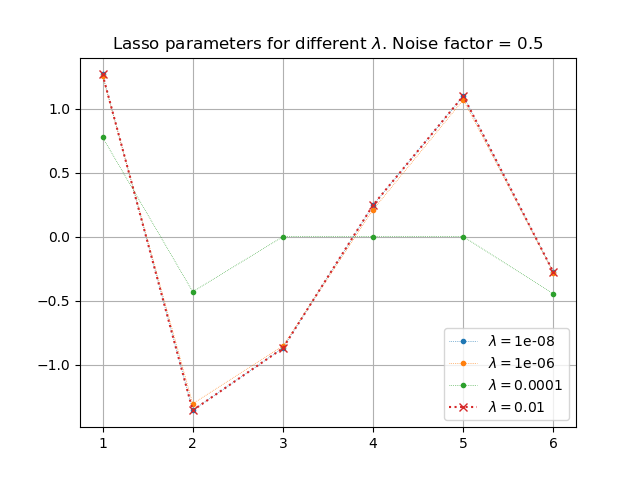 Lasso parameters for different λ. Noise factor = 0.5
1.0
0.5
0.0
−0.5
−1.0
1 2 3 4 5 6
λ = 1e-08
λ = 1e-06
λ = 0.0001
λ = 0.01